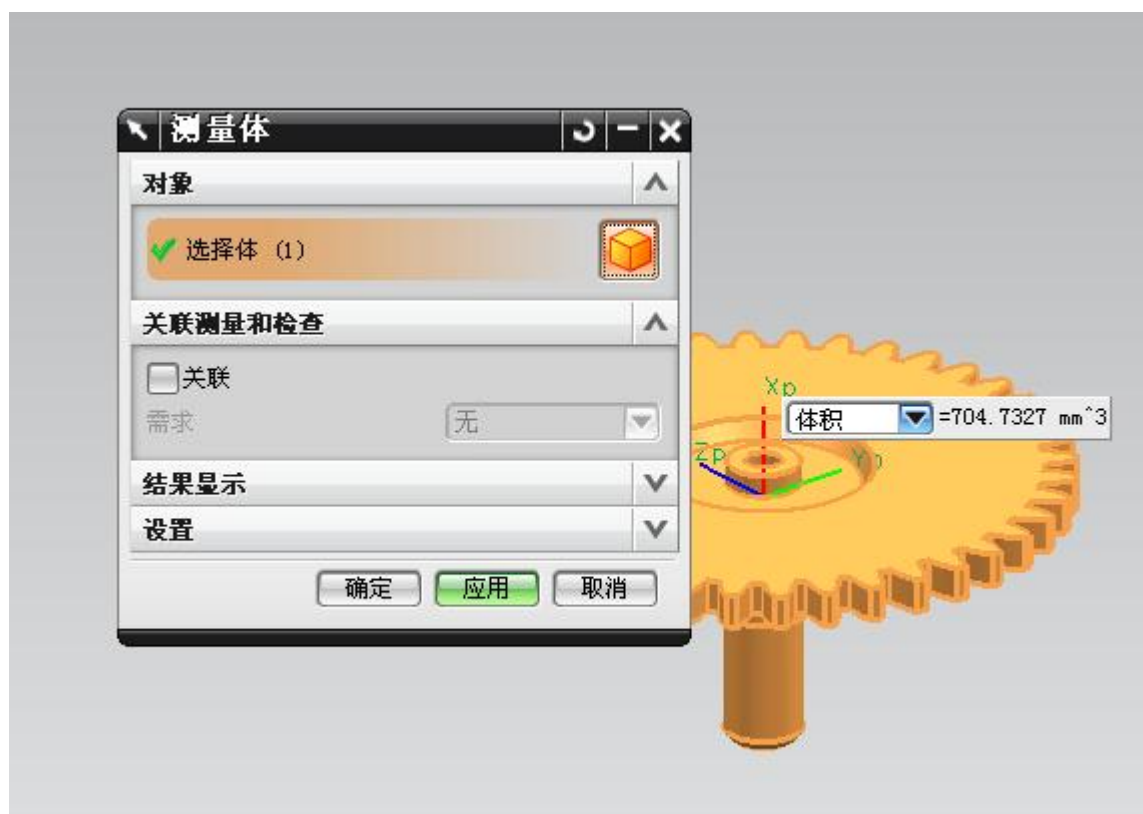 测量体
对象
选择体 (1)
关联测量和检查
关联
需求 无
结果显示
设置
确定 应用 取消
Xp
体积 =704.7327 mm^3
Zp Yp